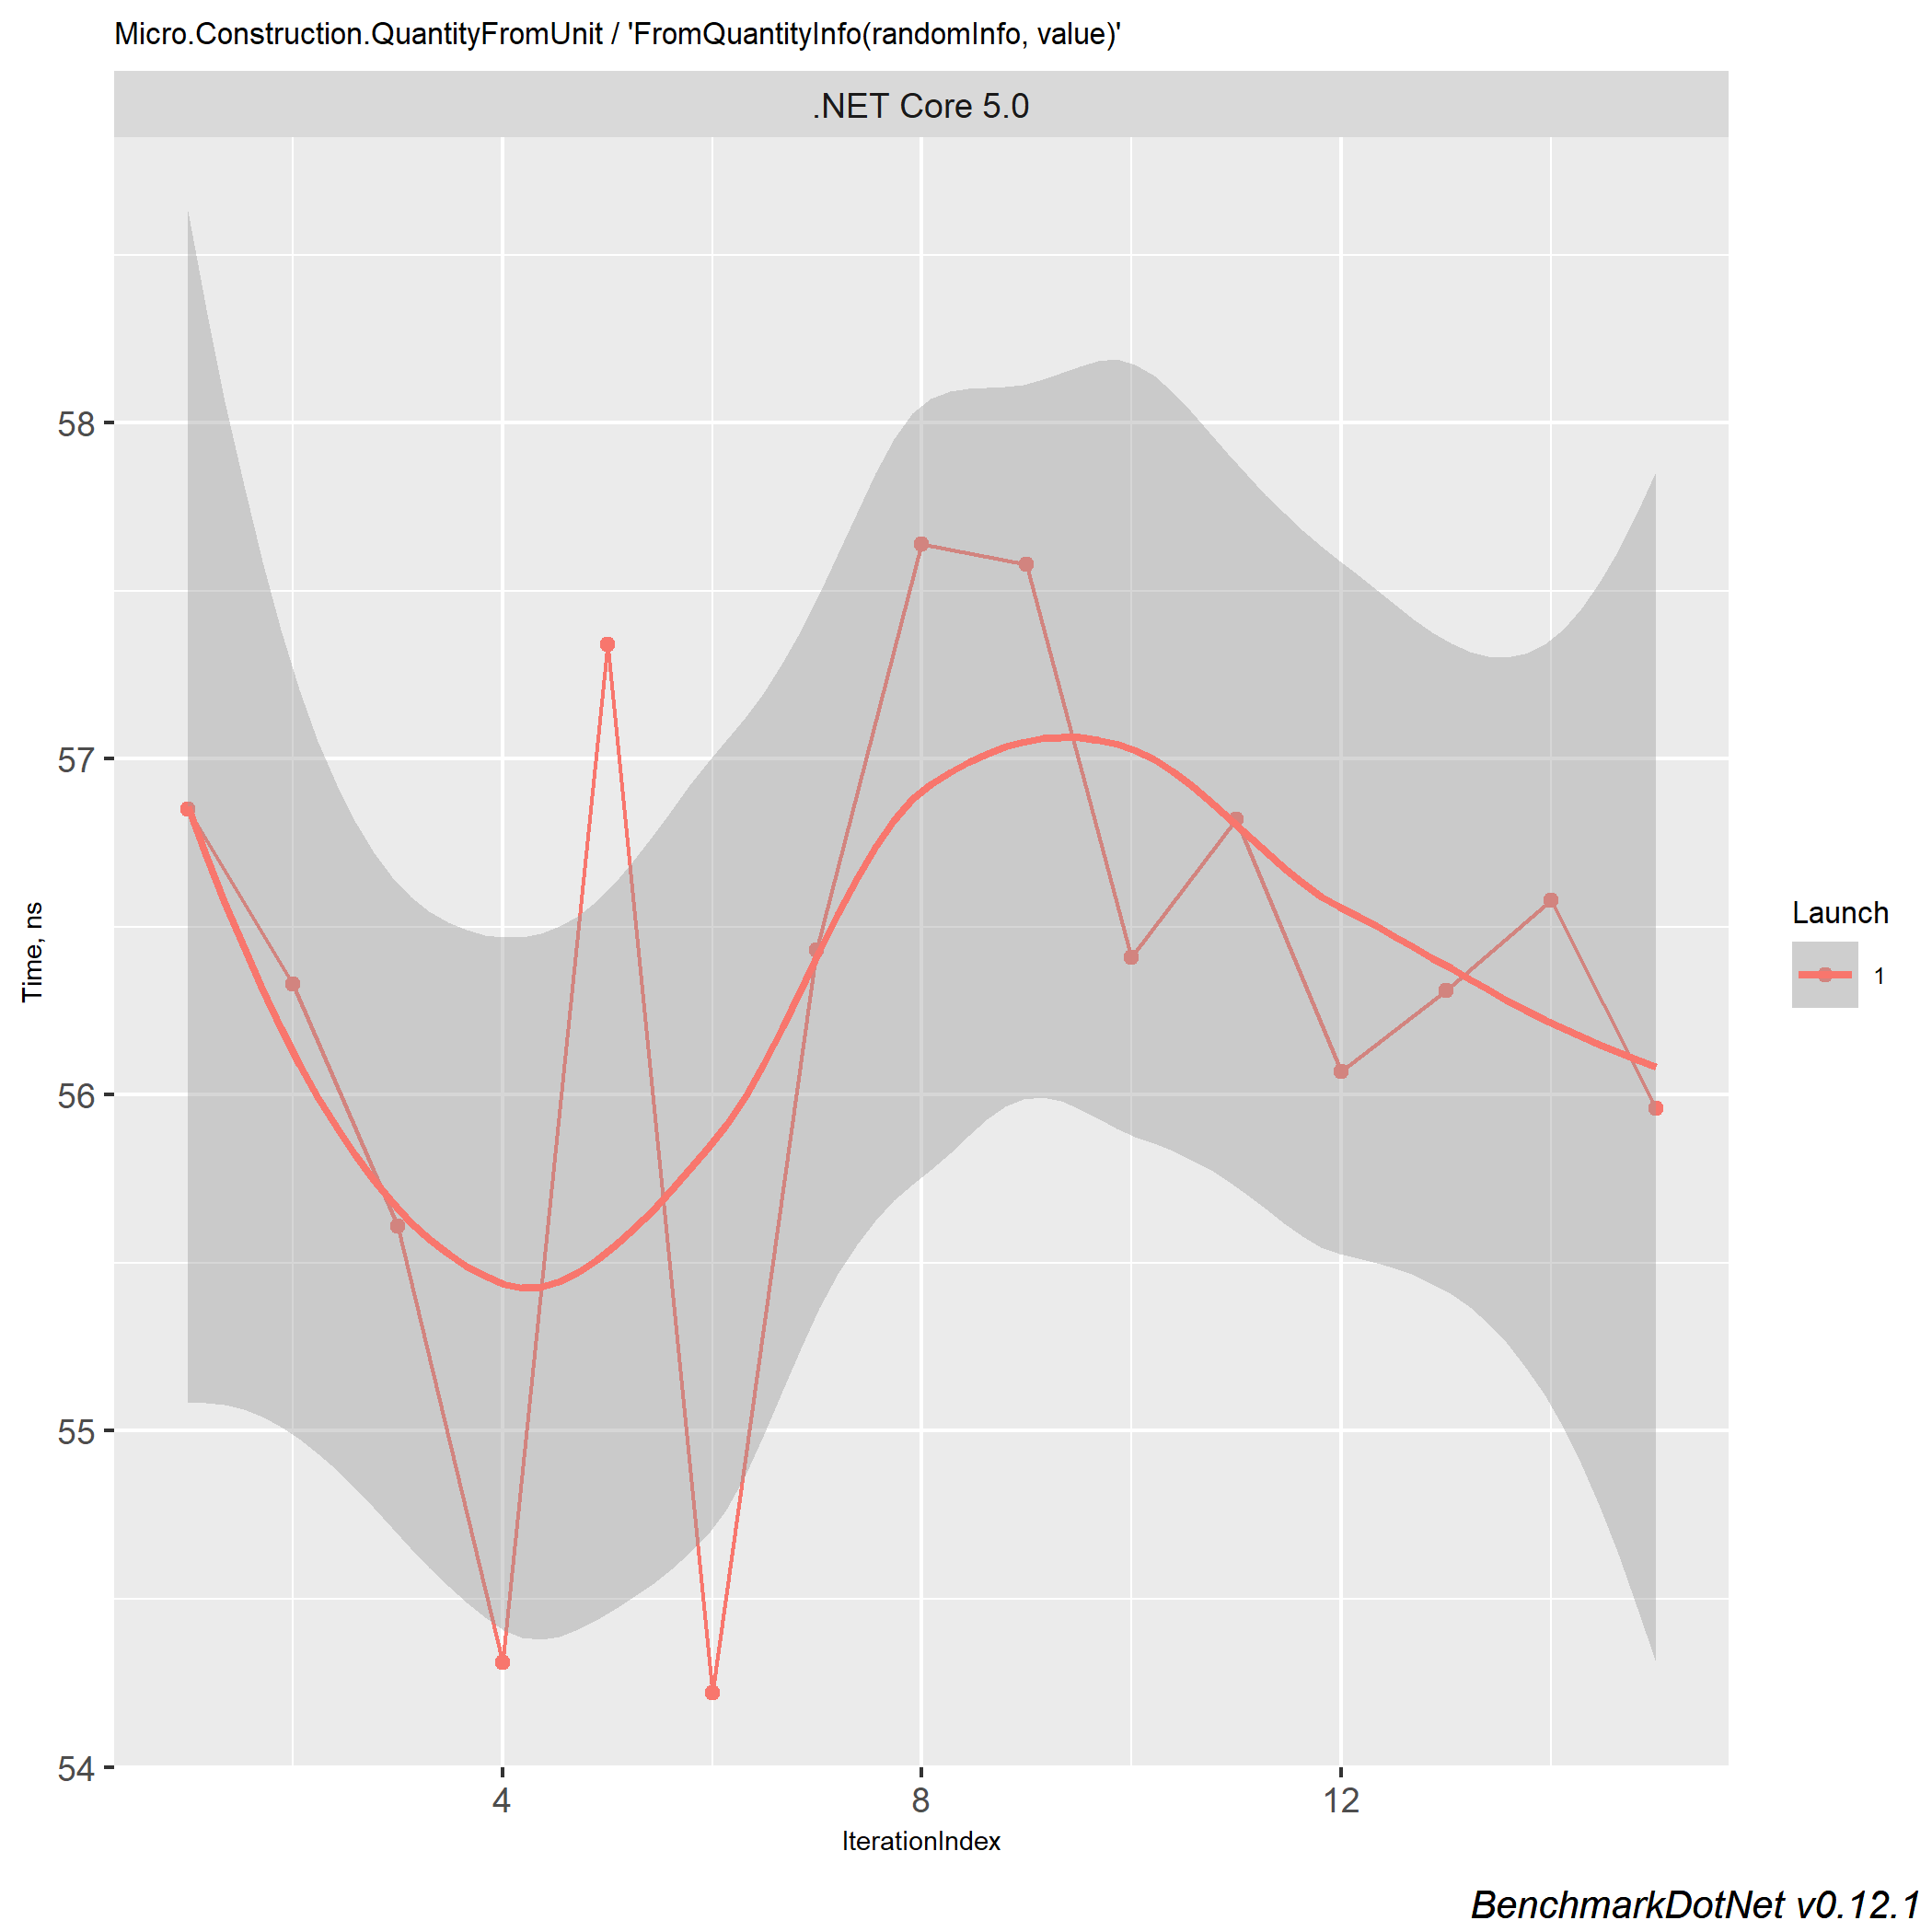 Micro.Construction.QuantityFromUnit / 'FromQuantityInfo(randomInfo, value)'
.NET Core 5.0
58
57
56
55
54
Time, ns
4
8
12
IterationIndex
Launch
1
BenchmarkDotNet v0.12.1